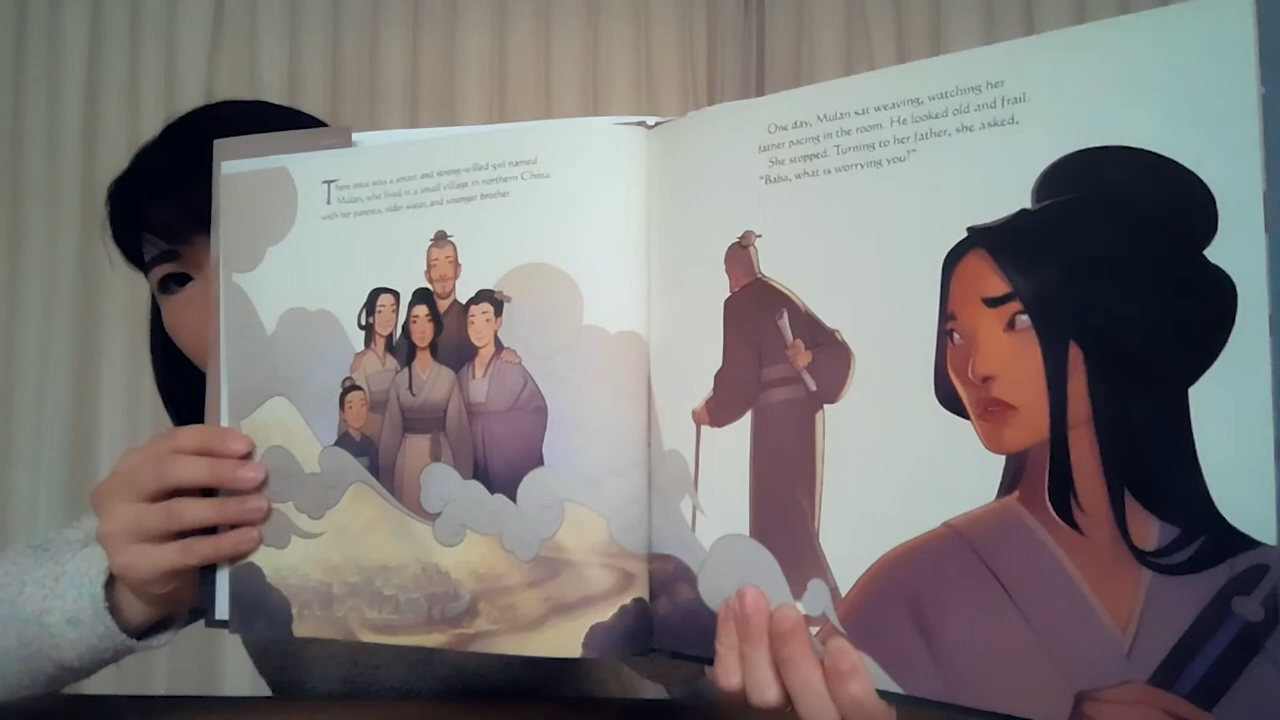 There once was a smart and strong-willed girl named
Mulan, who lived in a small village in northern China
with her parents, older sister, and younger brother.
One day, Mulan sat weaving, watching her
father pacing in the room. He looked old and frail.
She stopped. Turning to her father, she asked,
"Baba, what is worrying you?"